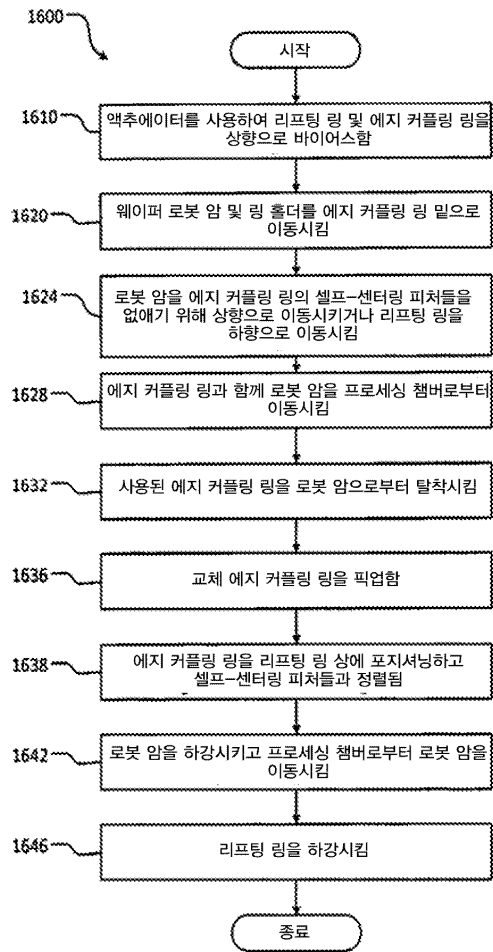 1600
시작
1610
액추에이터를 사용하여 리프팅 링 및 에지 커플링 링을
상향으로 바이어스함
1620
웨이퍼 로봇 암 및 링 홀더를 에지 커플링 링 밑으로
이동시킴
1624
로봇 암을 에지 커플링 링의 셀프-센터링 피처들을
없애기 위해 상향으로 이동시키거나 리프팅 링을
하향으로 이동시킴
1628
에지 커플링 링과 함께 로봇 암을 프로세싱 챔버로부터
이동시킴
1632
사용된 에지 커플링 링을 로봇 암으로부터 탈착시킴
1636
교체 에지 커플링 링을 픽업함
1638
에지 커플링 링을 리프팅 링 상에 포지셔닝하고
셀프-센터링 피처들과 정렬됨
1642
로봇 암을 하강시키고 프로세싱 챔버로부터 로봇 암을
이동시킴
1646
리프팅 링을 하강시킴
종료